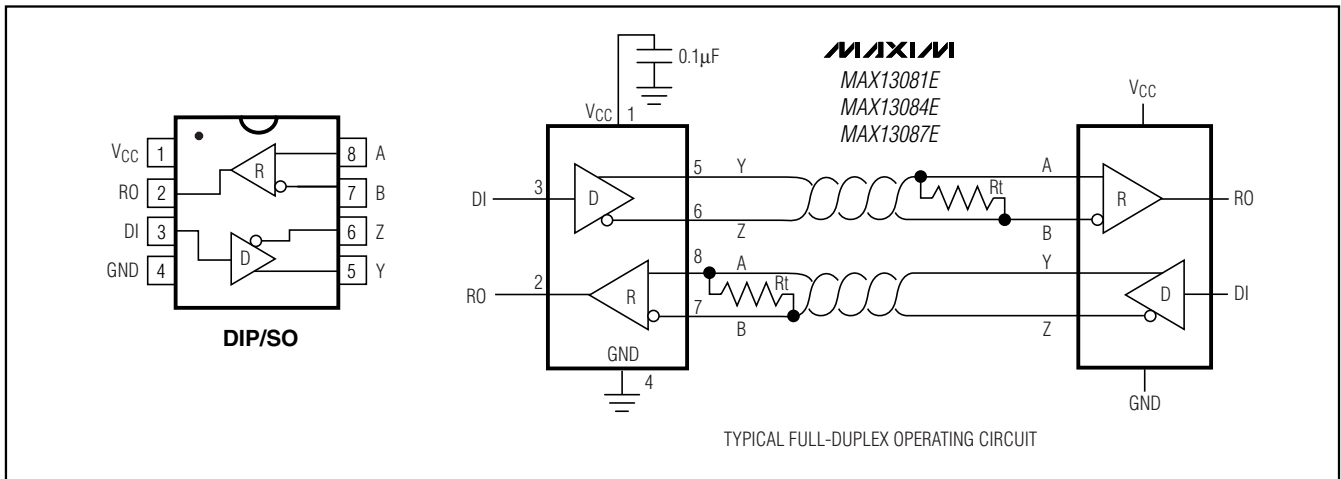 VCC 1
RO 2
DI 3
GND 4
8 A
7 B
6 Z
5 Y
R
D
DIP/SO
0.1µF
VCC 1
MAXIM
MAX13081E
MAX13084E
MAX13087E
VCC
DI 3
D
5 Y
6 Z
Rt
A
B
R
RO
RO 2
R
8 A
7 B
Rt
Y
Z
D
DI
GND
4
GND
TYPICAL FULL-DUPLEX OPERATING CIRCUIT